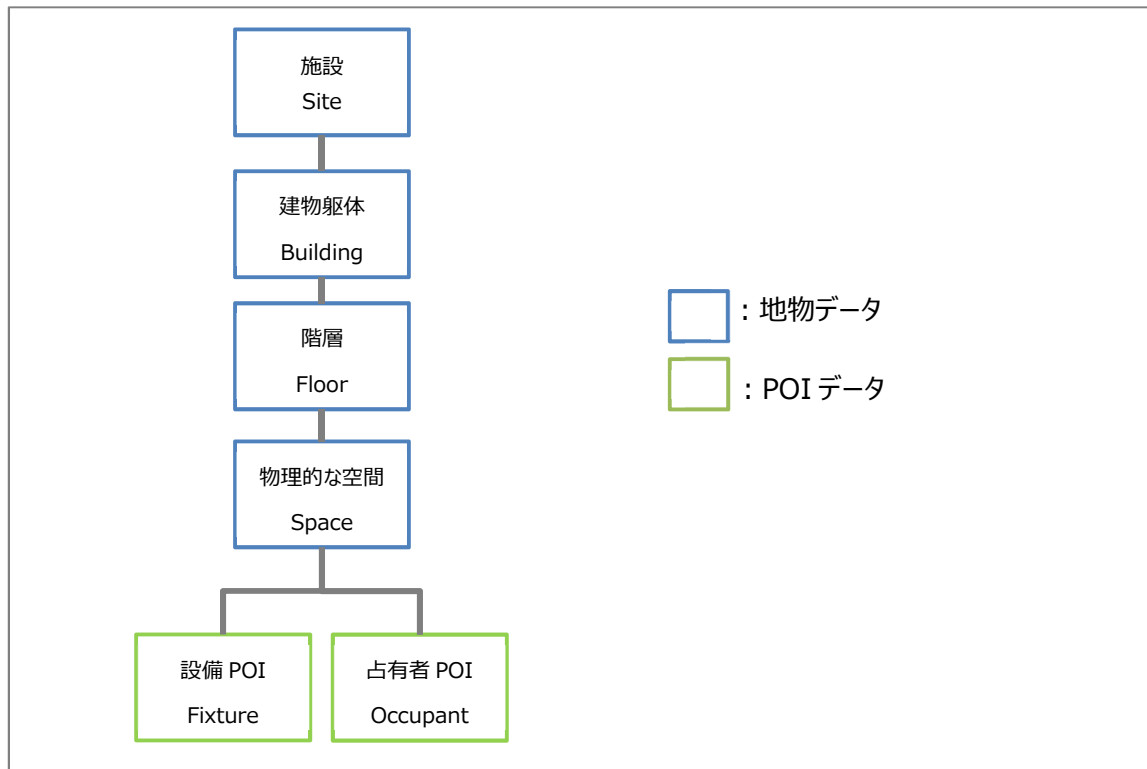 施設
Site
建物躯体
Building
階層
Floor
物理的な空間
Space
設備 POI
Fixture
占有者 POI
Occupant
: 地物データ
: POI データ